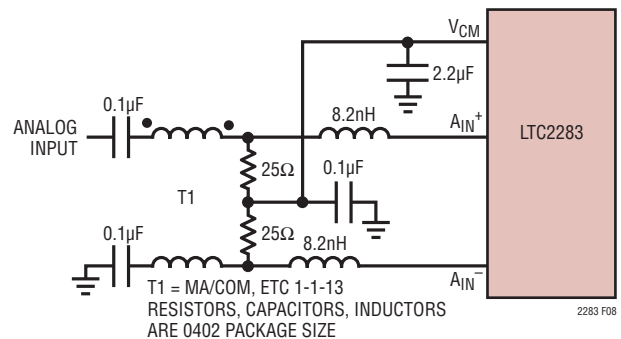 VCM
2.2µF
8.2nH
0.1µF
ANALOG
INPUT
AIN+
LTC2283
25Ω
0.1µF
T1
25Ω
0.1µF
8.2nH
AIN–
T1 = MA/COM, ETC 1-1-13
RESISTORS, CAPACITORS, INDUCTORS
ARE 0402 PACKAGE SIZE
2283 F08